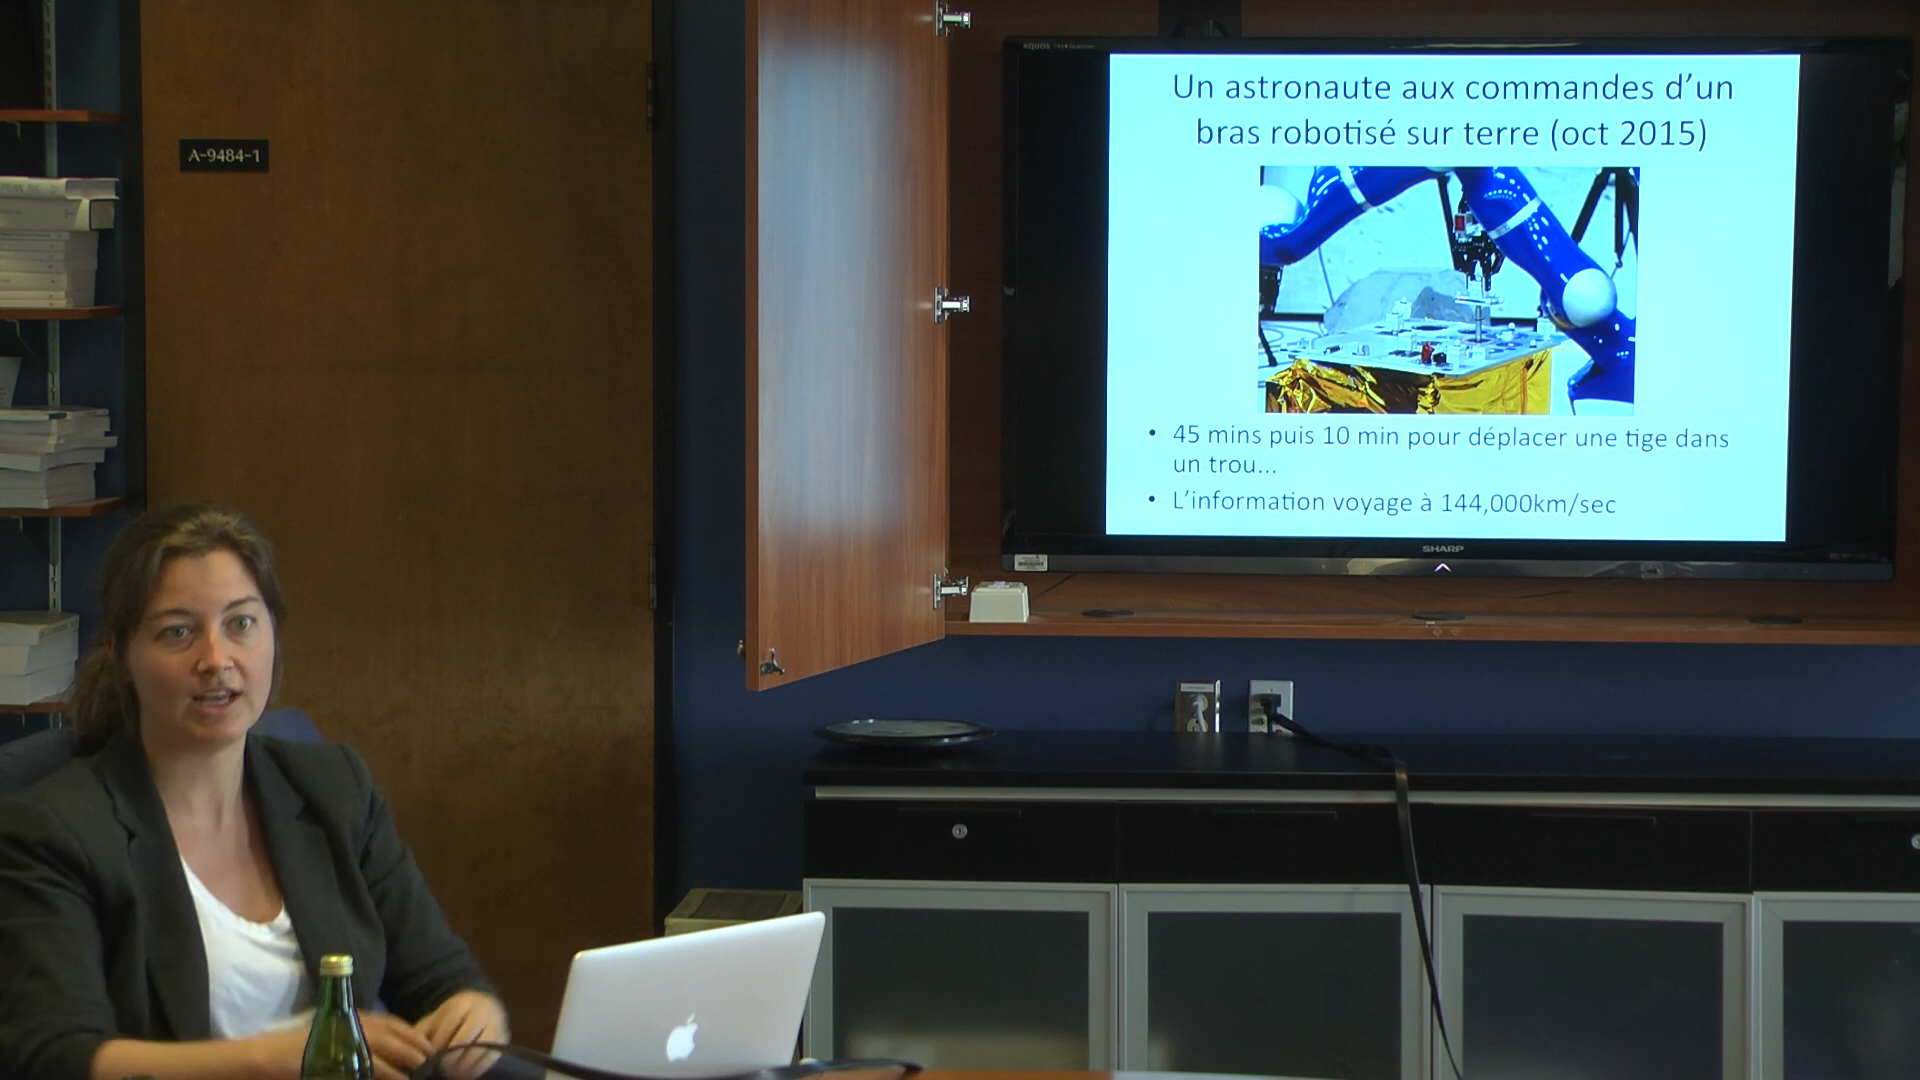 AQUOS
Un astronaute aux commandes d'un
bras robotisé sur terre (oct 2015)
A-9484-1
• 45 mins puis 10 min pour déplacer une tige dans
un trou...
• L'information voyage à 144,000km/sec
SHARP